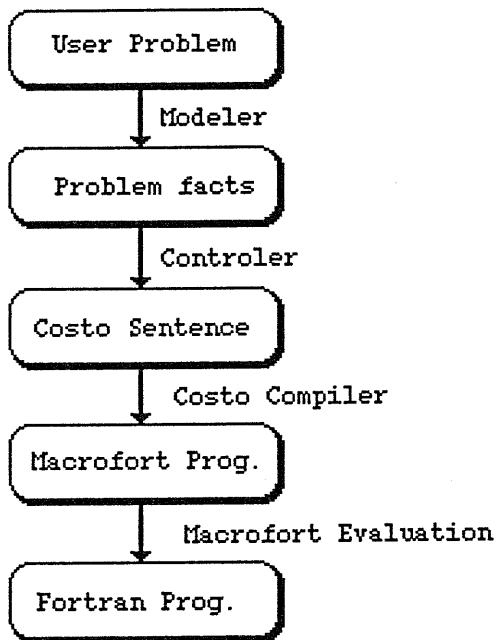 User Problem
Modeler
Problem facts
Controler
Costo Sentence
Costo Compiler
Macrofort Prog.
Macrofort Evaluation
Fortran Prog.